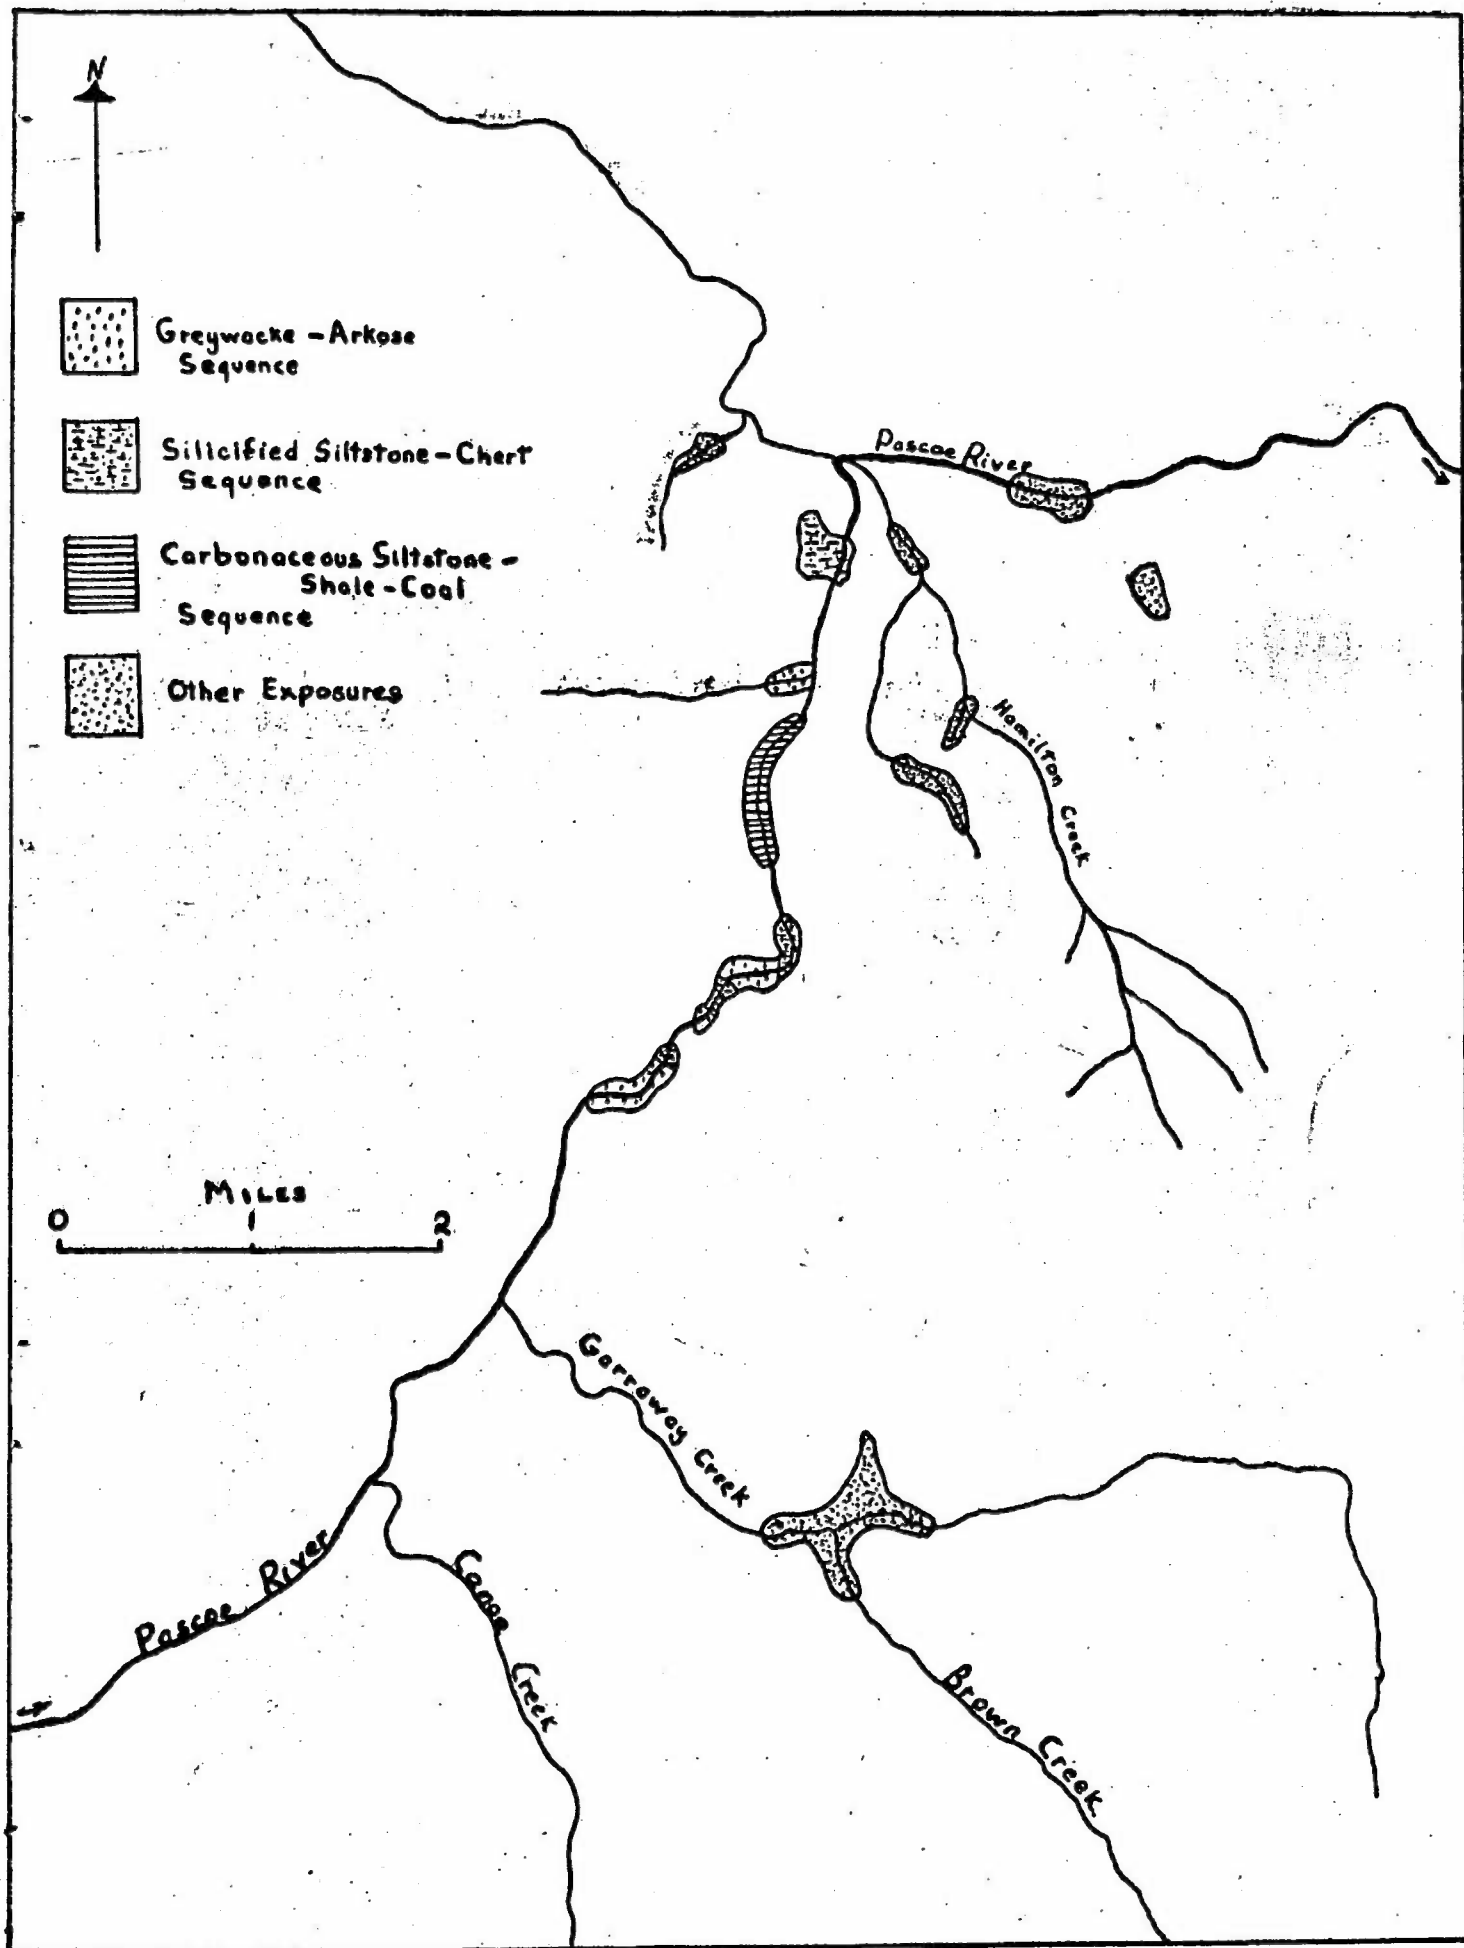 N
Greywacke – Arkose
Sequence
Silicified Siltstone – Chert
Sequence
Carbonaceous Siltstone –
Shale – Coal
Sequence
Other Exposures
Pascoe River
Hamilton Creek
MILES
0 1 2
Garraway Creek
Pascoe River
Canoe Creek
Brown Creek